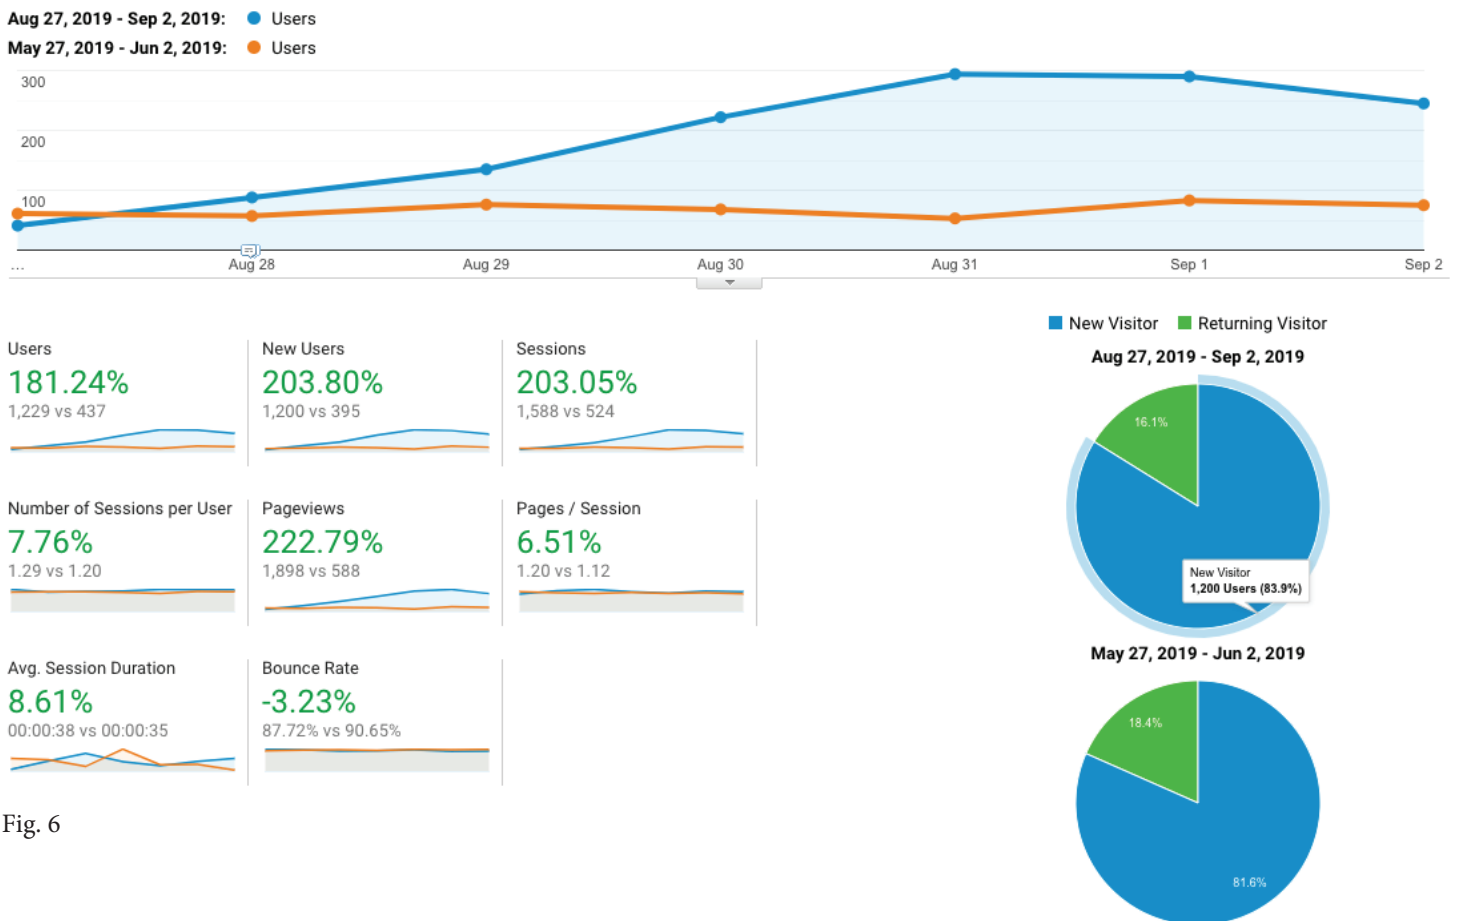 Aug 27, 2019 - Sep 2, 2019: Users
May 27, 2019 - Jun 2, 2019: Users
300
200
100
...
Aug 28
Aug 29
Aug 30
Aug 31
Sep 1
Sep 2
Users
181.24%
1,229 vs 437
New Users
203.80%
1,200 vs 395
Sessions
203.05%
1,588 vs 524
Number of Sessions per User
7.76%
1.29 vs 1.20
Pageviews
222.79%
1,898 vs 588
Pages / Session
6.51%
1.20 vs 1.12
Avg. Session Duration
8.61%
00:00:38 vs 00:00:35
Bounce Rate
-3.23%
87.72% vs 90.65%
New Visitor Returning Visitor
Aug 27, 2019 - Sep 2, 2019
16.1%
New Visitor
1,200 Users (83.9%)
May 27, 2019 - Jun 2, 2019
18.4%
81.6%
Fig. 6